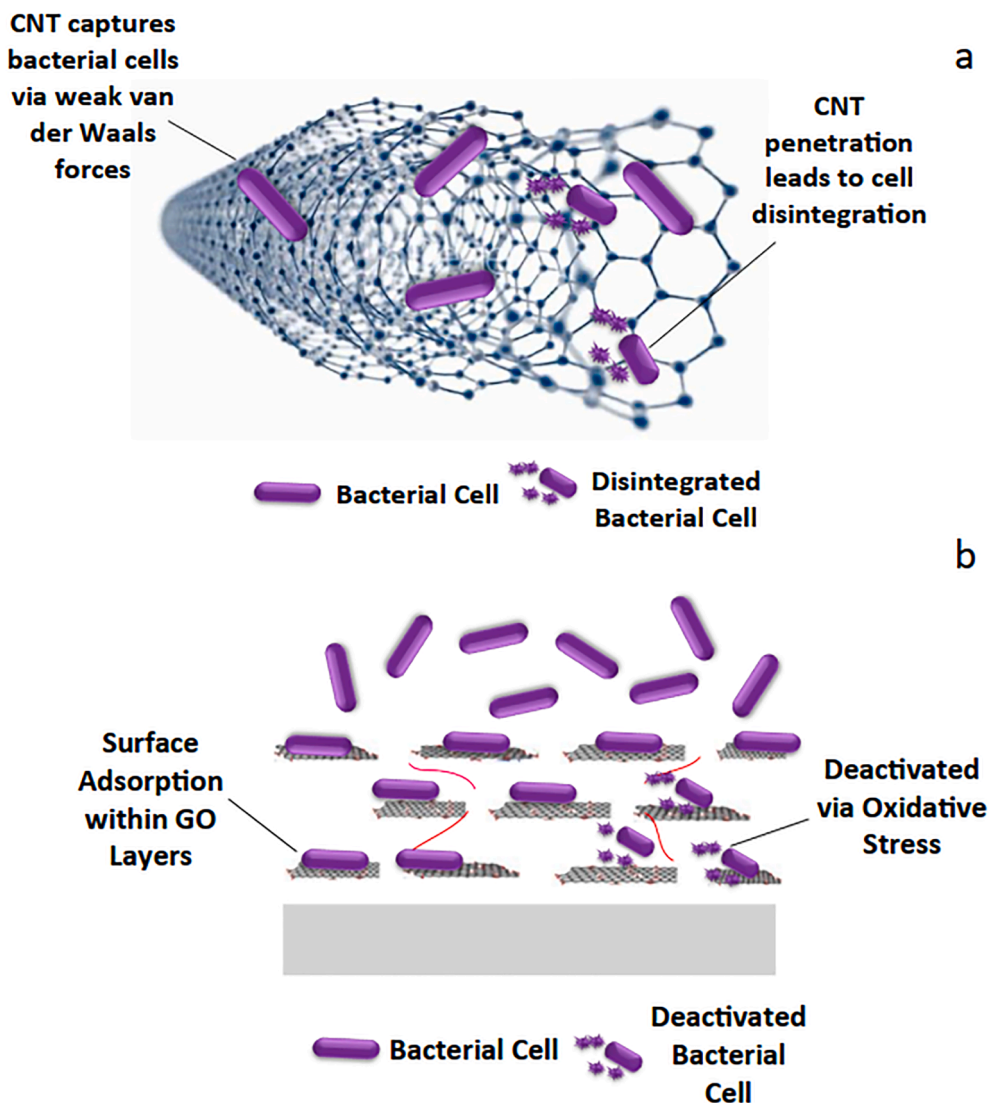 CNT captures
bacterial cells
via weak van
der Waals
forces
a
CNT
penetration
leads to cell
disintegration
Bacterial Cell
Disintegrated
Bacterial Cell
b
Surface
Adsorption
within GO
Layers
Deactivated
via Oxidative
Stress
Bacterial Cell
Deactivated
Bacterial
Cell